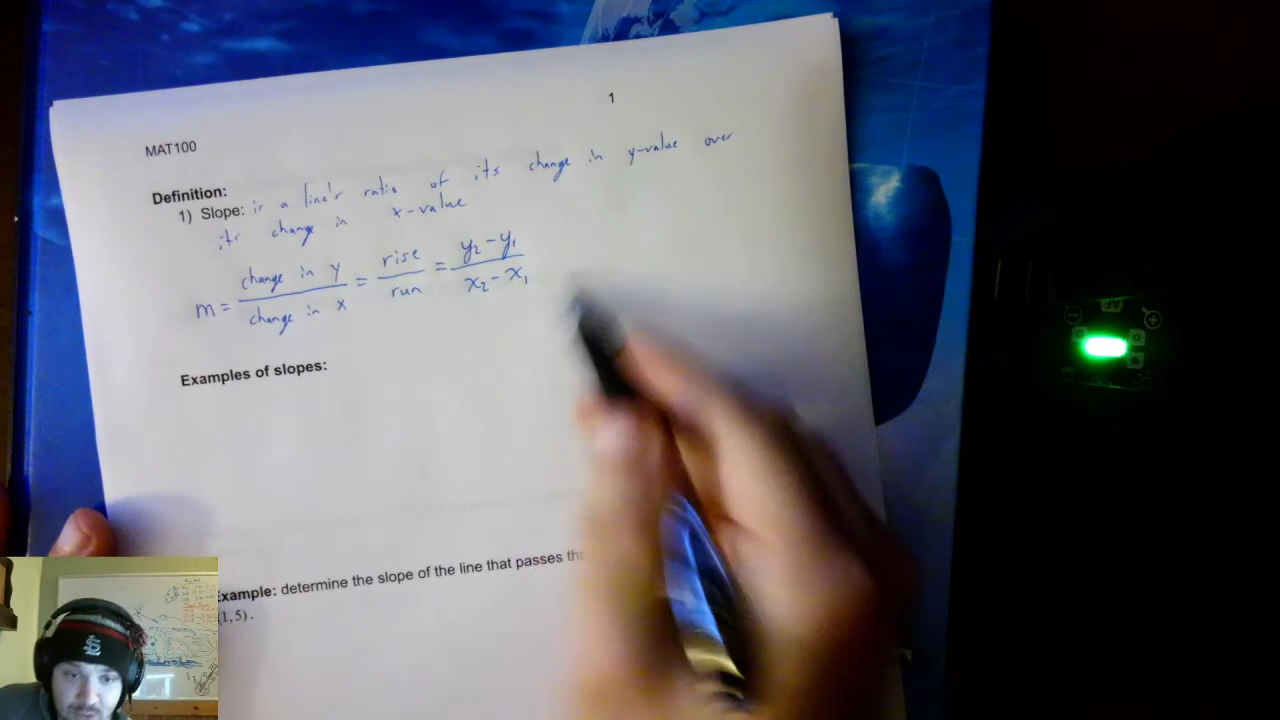 1
MAT100
Definition:
1) Slope: is a line's ratio of its change in y-value over
its change in x-value
m = change in y / change in x = rise / run = y₂ - y₁ / x₂ - x₁
Examples of slopes:
Example: determine the slope of the line that passes
1,5).
AF